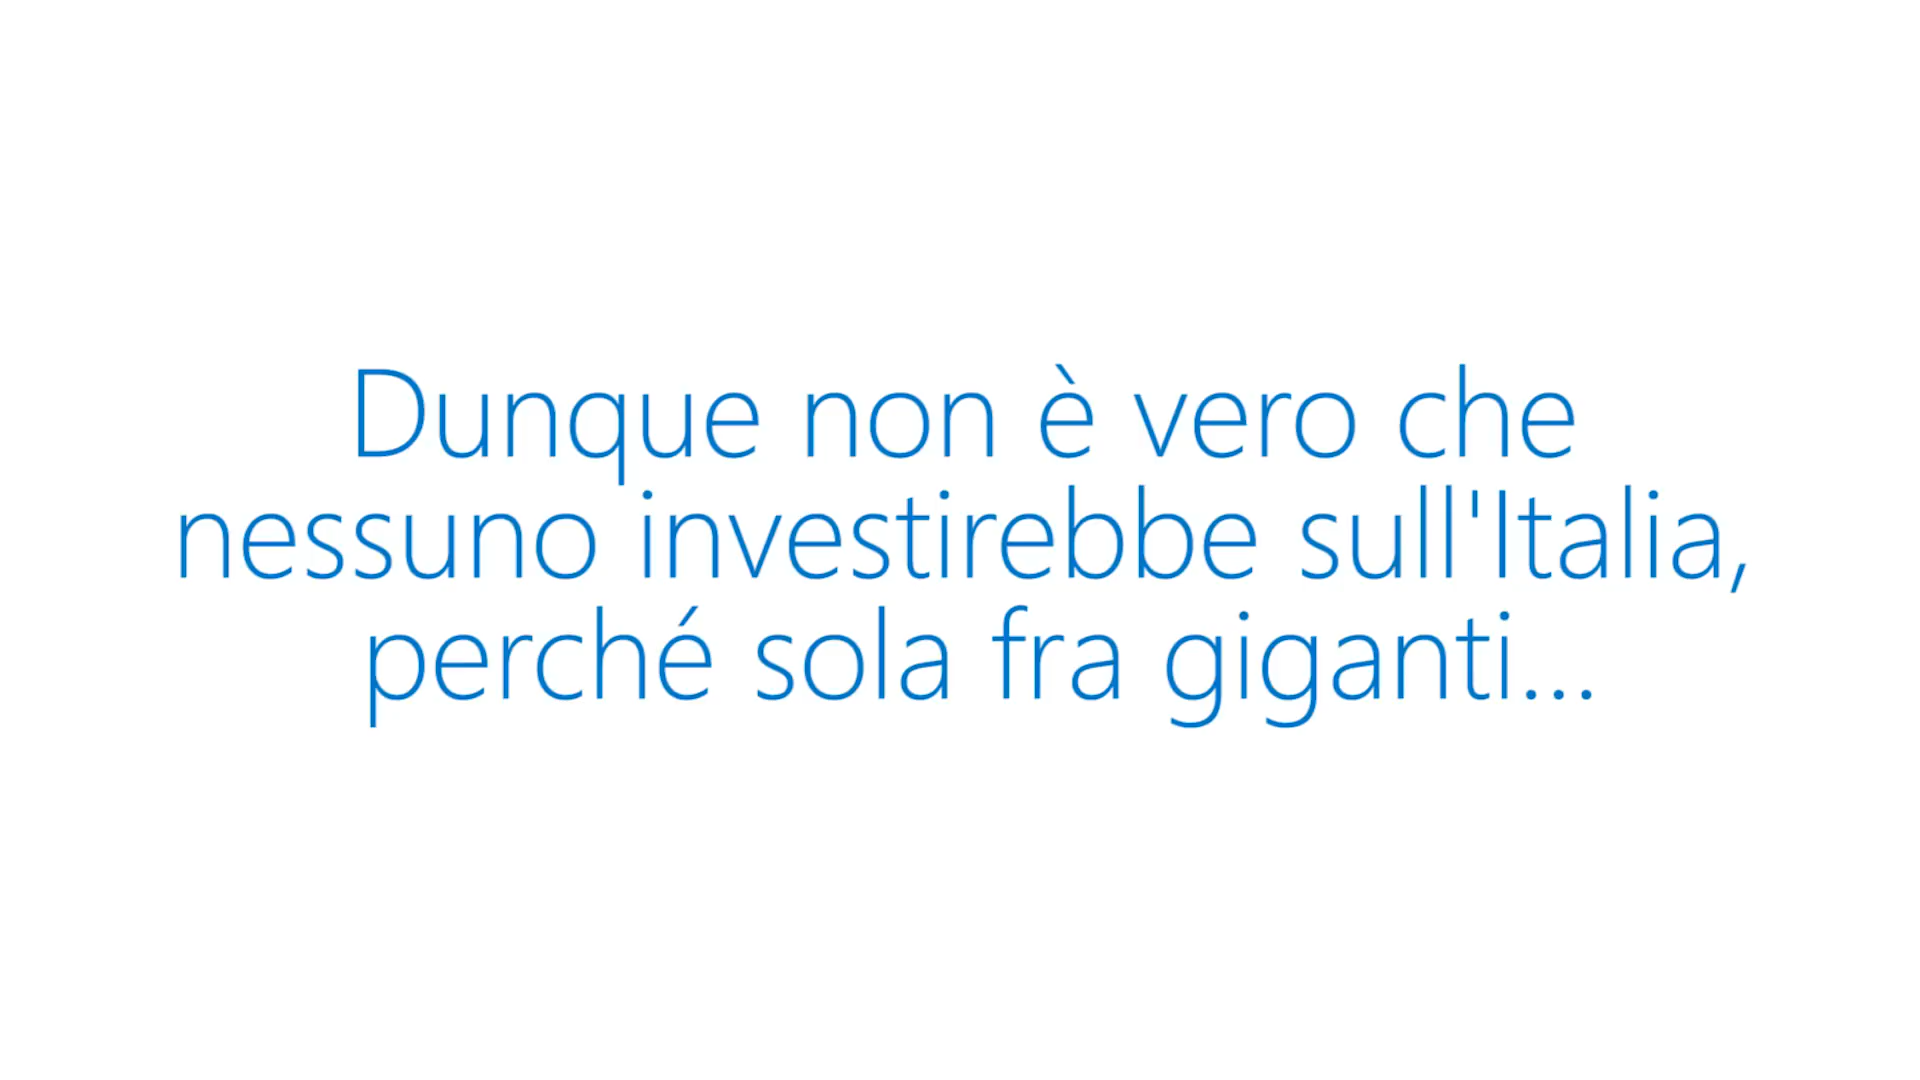 Dunque non è vero che
nessuno investirebbe sull'Italia,
perché sola fra giganti...